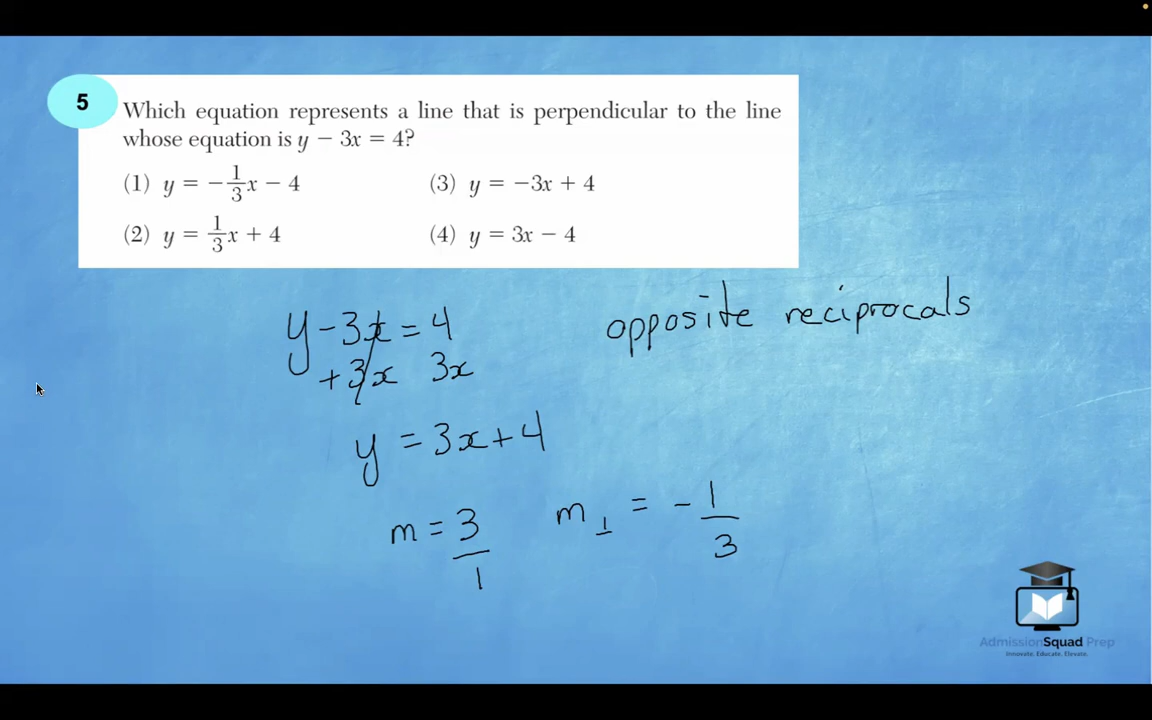 5
Which equation represents a line that is perpendicular to the line
whose equation is y − 3x = 4?
(1) y = −1/3x − 4
(3) y = −3x + 4
(2) y = 1/3x + 4
(4) y = 3x − 4
y − 3x = 4
+3x 3x
y = 3x + 4
m = 3/1
opposite reciprocals
m⊥ = −1/3
AdmissionSquad Prep
Innovate. Educate. Elevate.